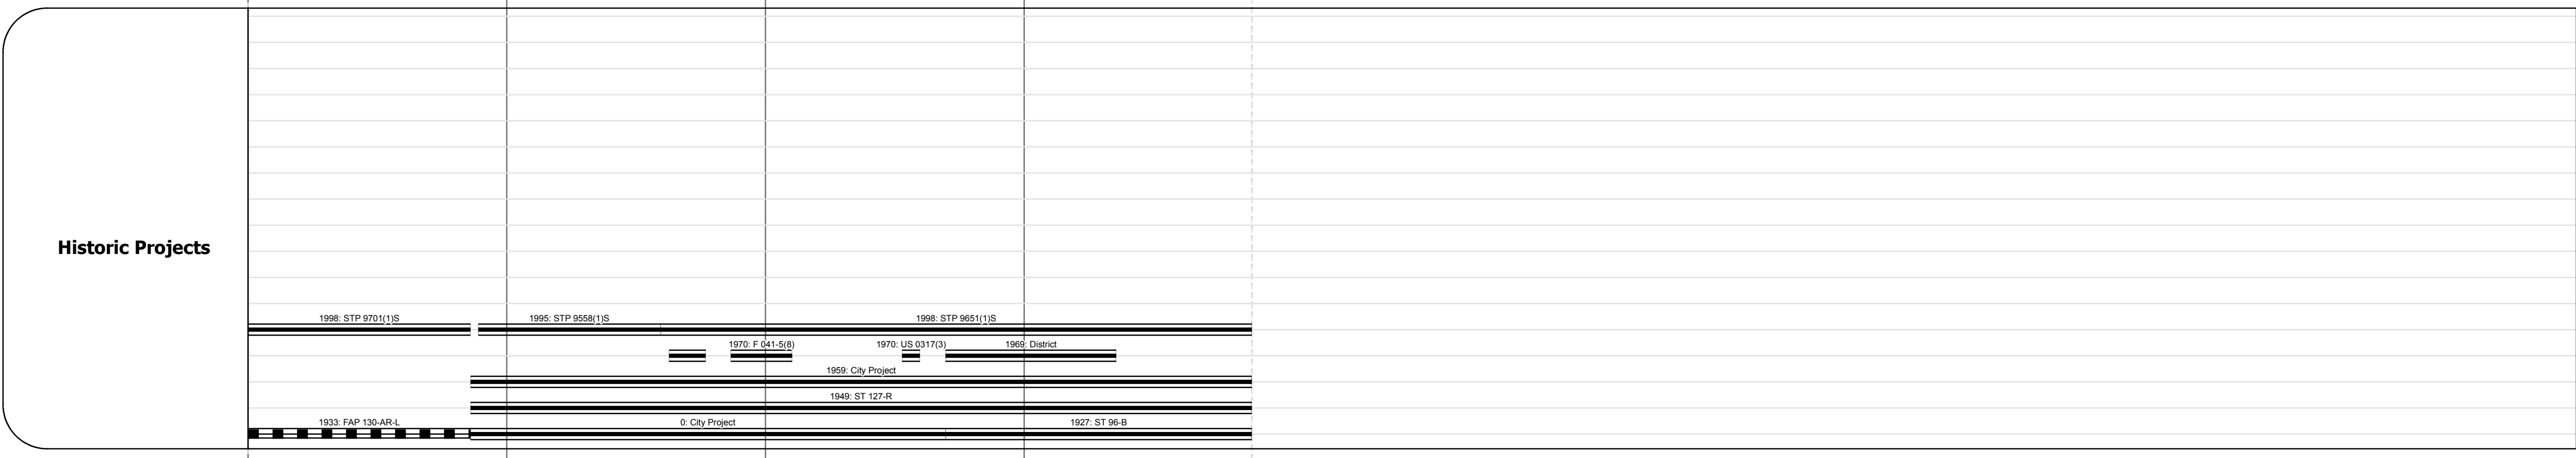 Historic Projects
1998: STP 9701(1)S
1995: STP 9558(1)S
1998: STP 9651(1)S
1970: F 041-5(8)
1970: US 0317(3)
1969: District
1959: City Project
1949: ST 127-R
1933: FAP 130-AR-L
0: City Project
1927: ST 96-B